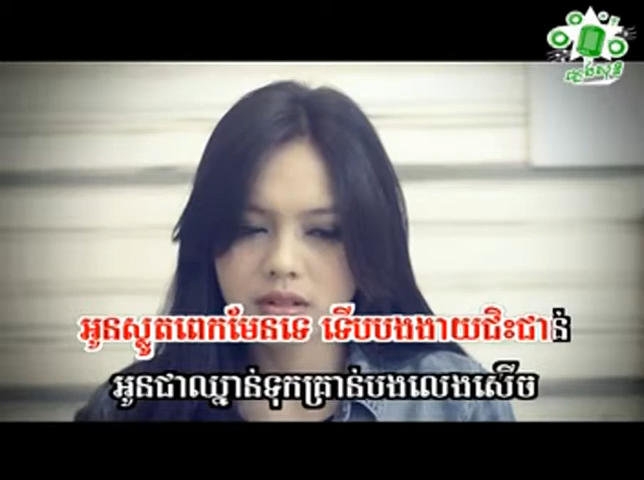 អូនស្លូតពេកមែនទេ ទើបបងងាយជិះជាន់
អូនជាឈ្នាន់ទុកគ្រាន់បងលេងសើច